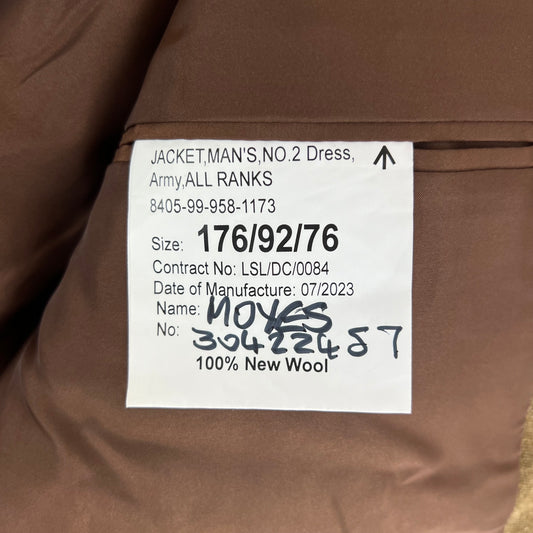 JACKET,MAN'S,NO.2 Dress,
Army,ALL RANKS
8405-99-958-1173
Size: 176/92/76
Contract No: LSL/DC/0084
Date of Manufacture: 07/2023
Name: MOYES
No: 30422457
100% New Wool